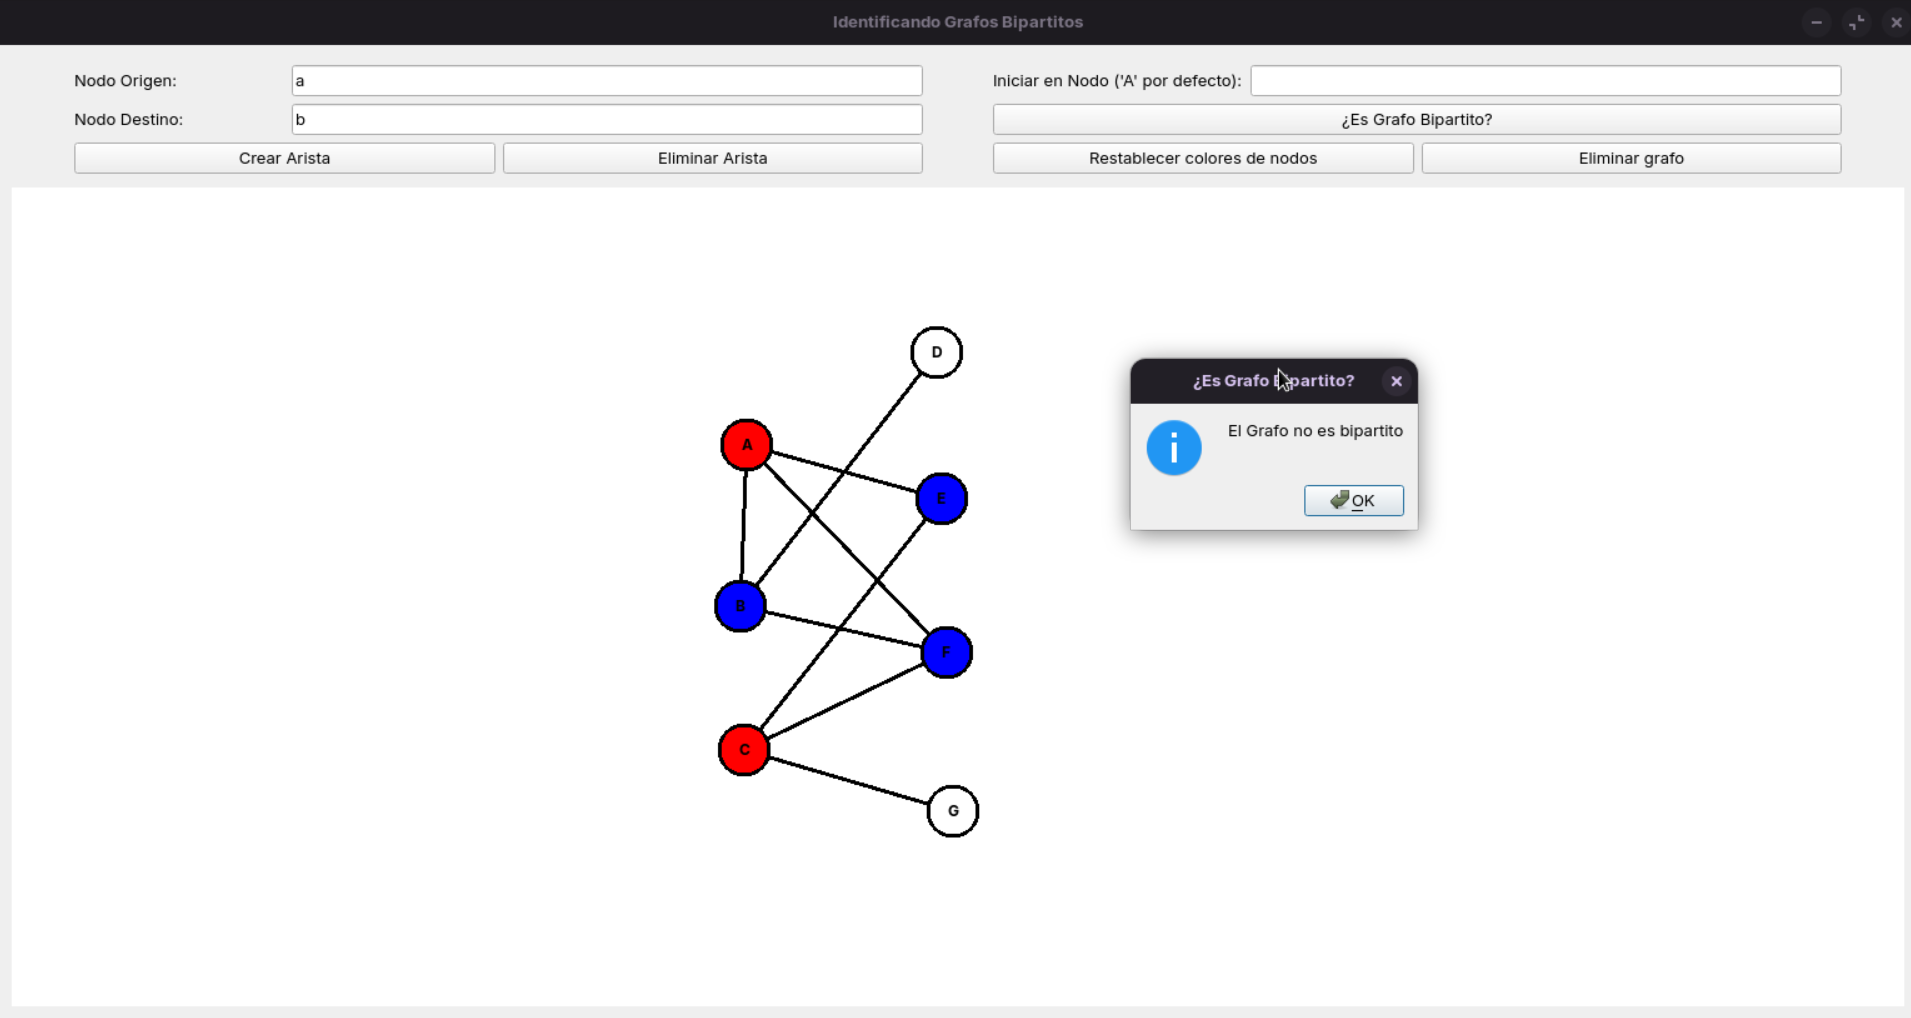 Identificando Grafos Bipartitos
Nodo Origen: a
Iniciar en Nodo ('A' por defecto):
Nodo Destino: b
¿Es Grafo Bipartito?
Crear Arista
Eliminar Arista
Restablecer colores de nodos
Eliminar grafo
D
¿Es Grafo Bipartito?
El Grafo no es bipartito
OK
A
E
B
F
C
G